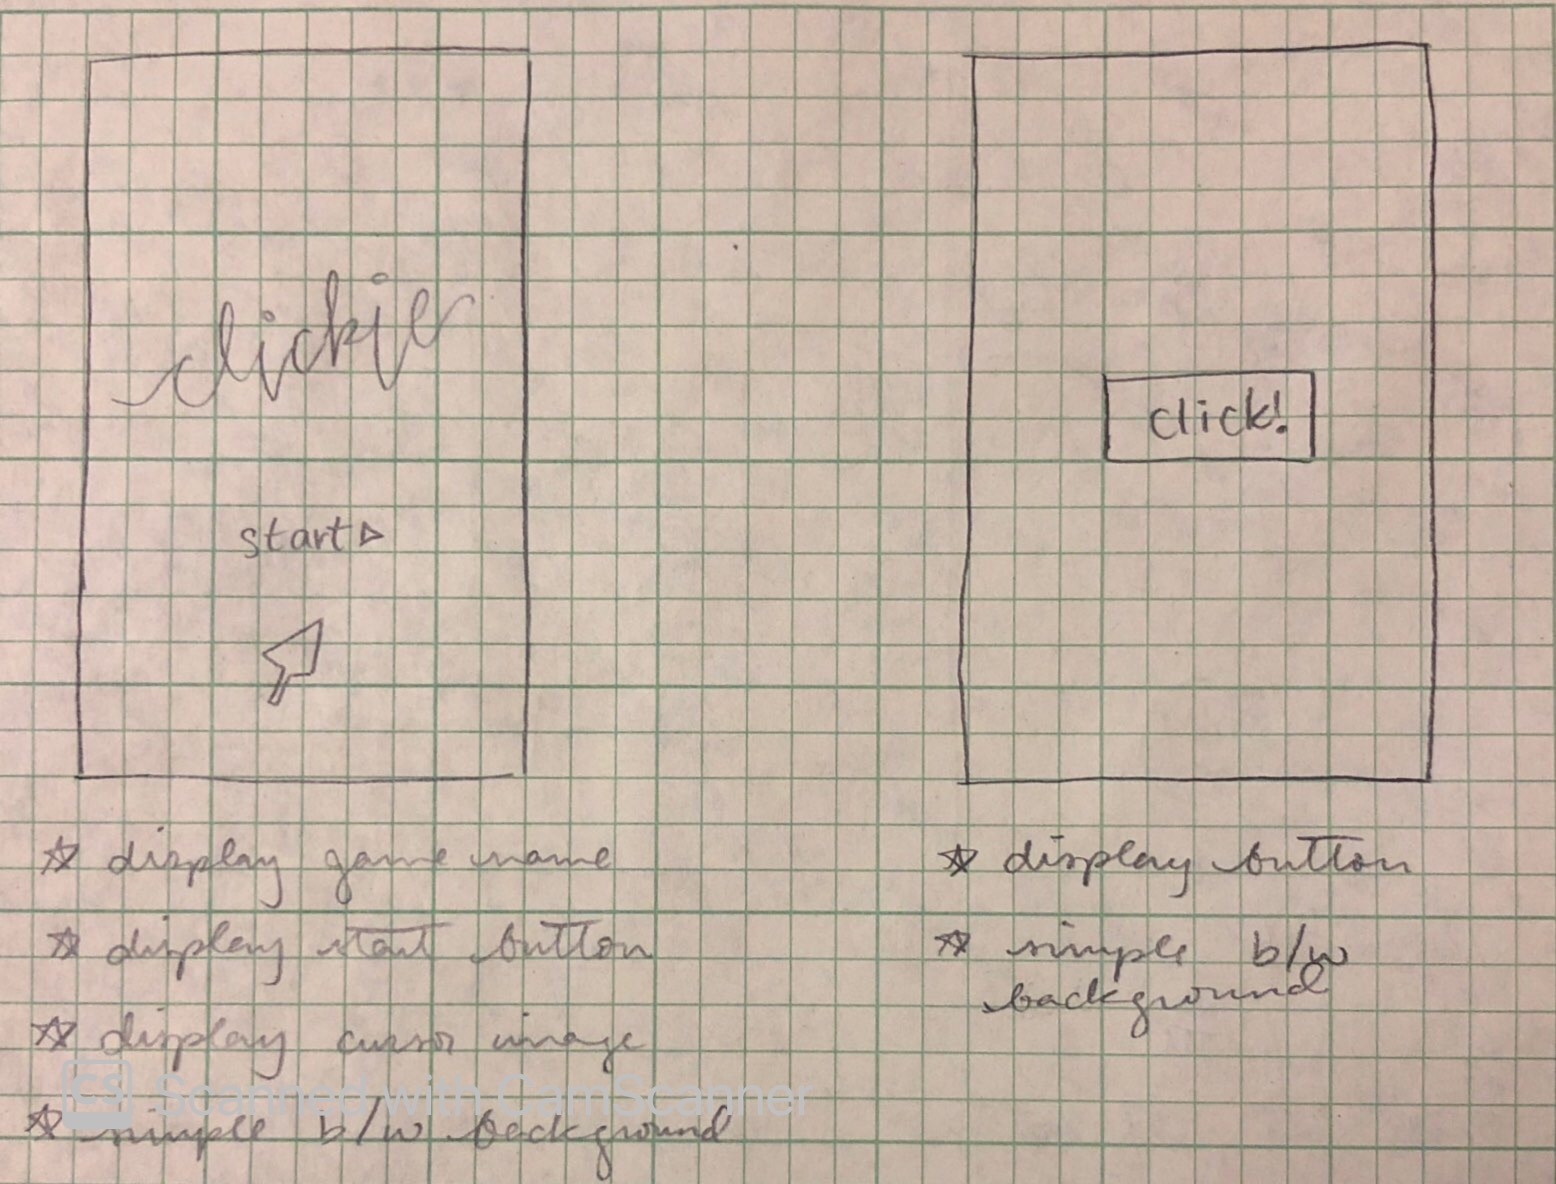 clickie
start
☆ display game name
☆ display start button
☆ display cursor image
☆ simple b/w background
click!
☆ display button
☆ simple b/w
background
CS Scanned with CamScanner